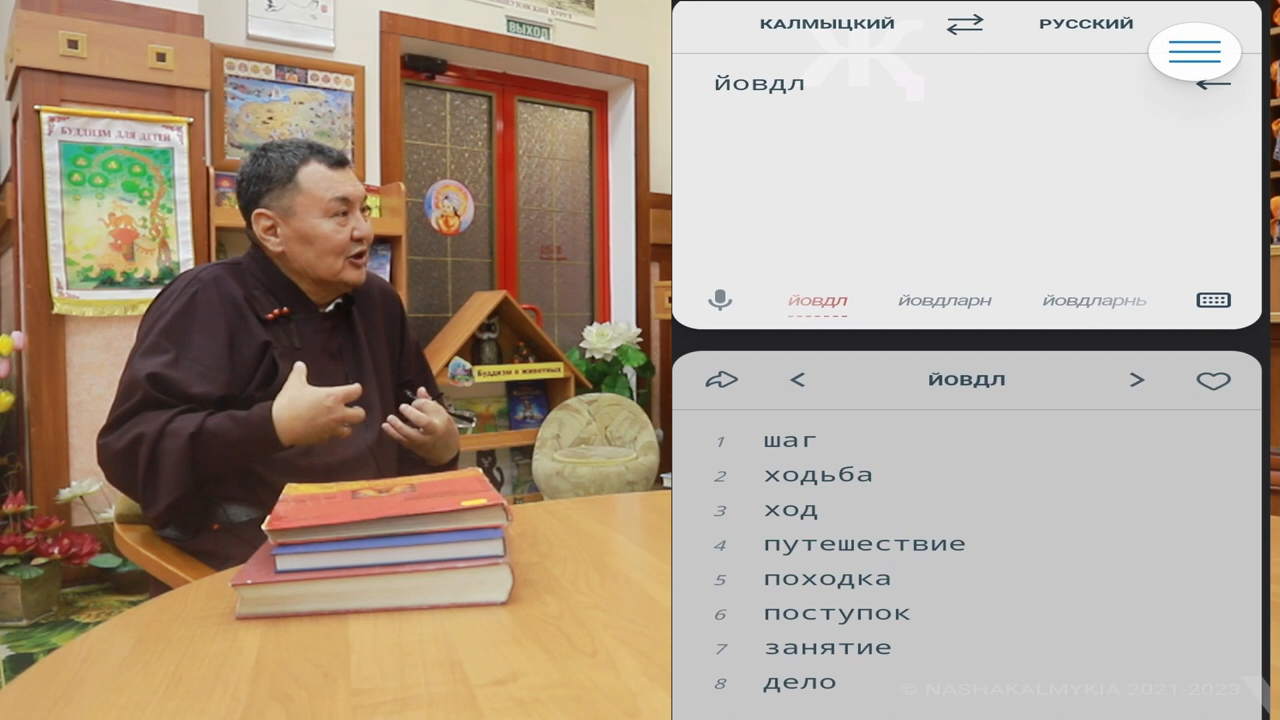 ВЫХОД
БУДДИЗМ ДЛЯ ДЕТЕЙ
Буддизм о животных
КАЛМЫЦКИЙ РУССКИЙ
йовдл
йовдл йовдларн йовдларнь
йовдл
1 шаг
2 ходьба
3 ход
4 путешествие
5 походка
6 поступок
7 занятие
8 дело
© NASHAKALMYKIA 2021-2023